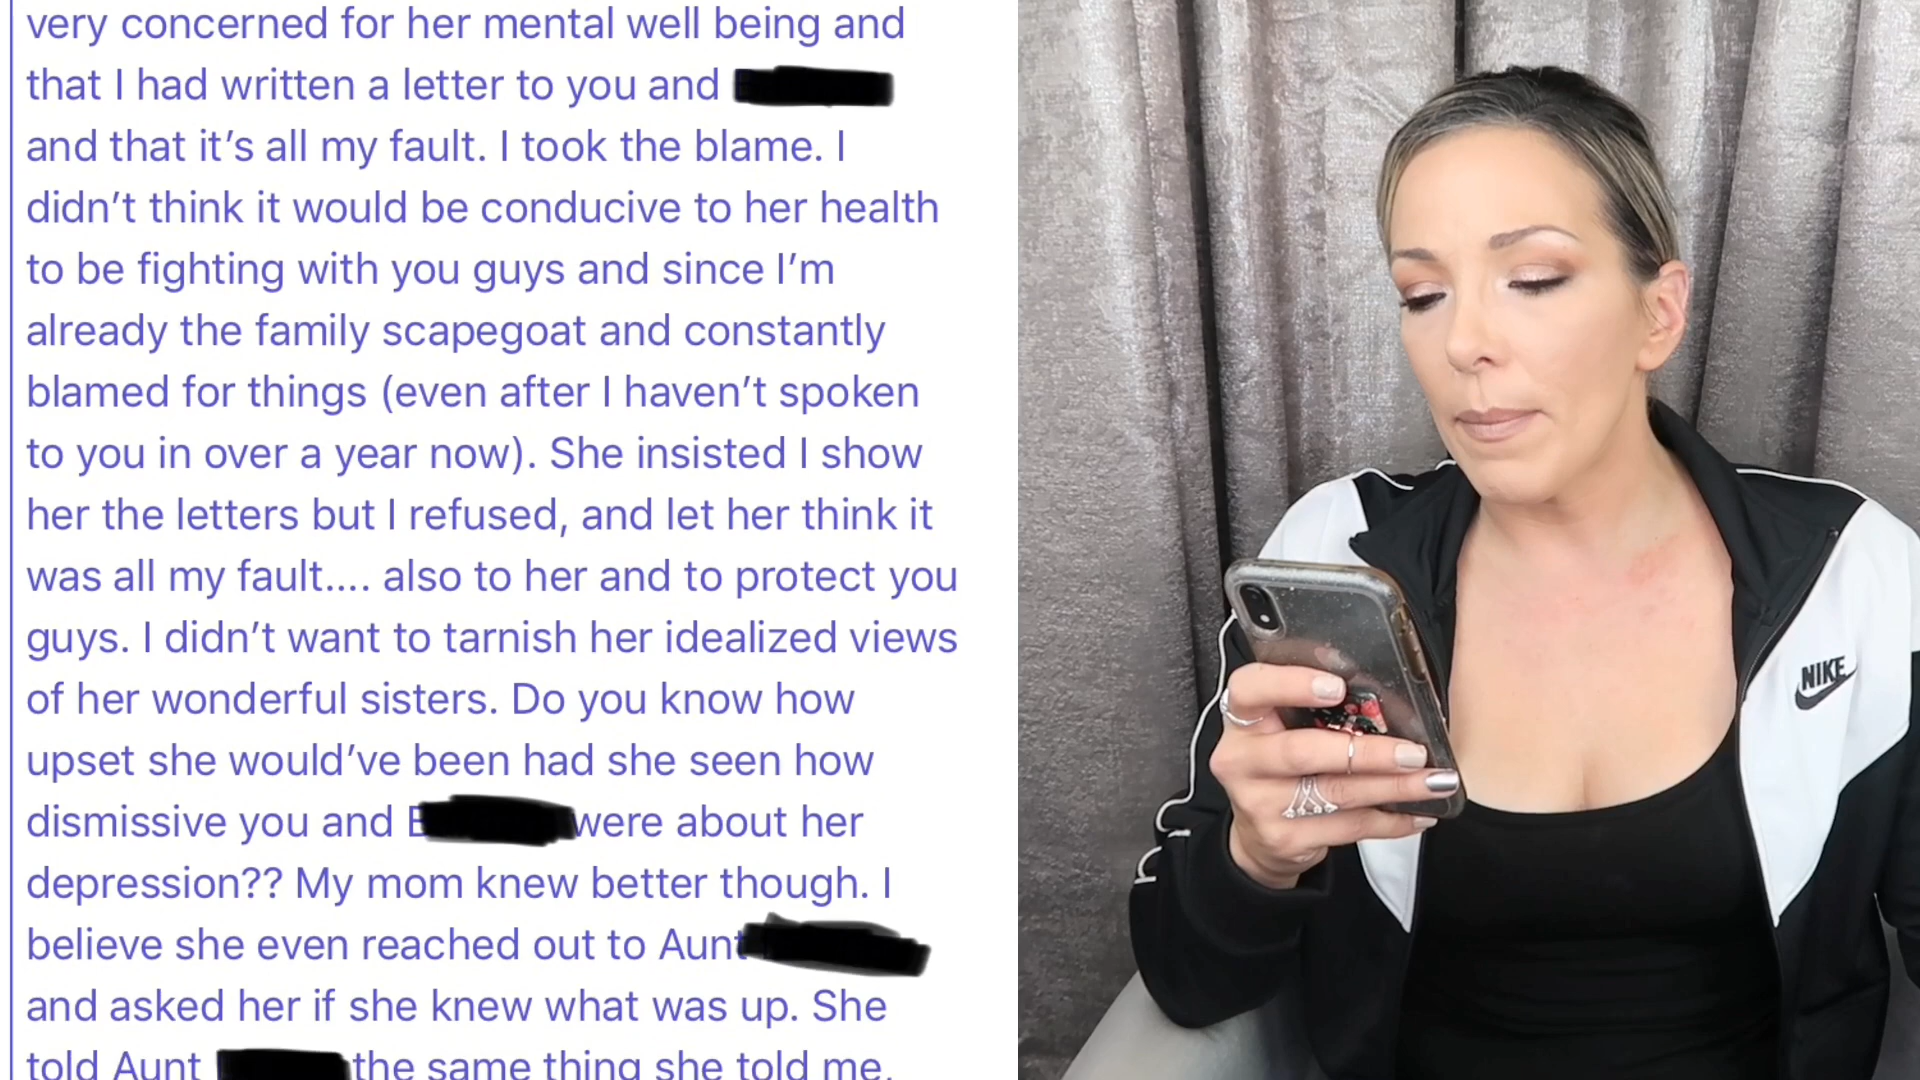 very concerned for her mental well being and
that I had written a letter to you and
and that it’s all my fault. I took the blame. I
didn’t think it would be conducive to her health
to be fighting with you guys and since I’m
already the family scapegoat and constantly
blamed for things (even after I haven’t spoken
to you in over a year now). She insisted I show
her the letters but I refused, and let her think it
was all my fault.... also to her and to protect you
guys. I didn’t want to tarnish her idealized views
of her wonderful sisters. Do you know how
upset she would’ve been had she seen how
dismissive you and were about her
depression?? My mom knew better though. I
believe she even reached out to Aunt
and asked her if she knew what was up. She
told Aunt the same thing she told me,
NIKE